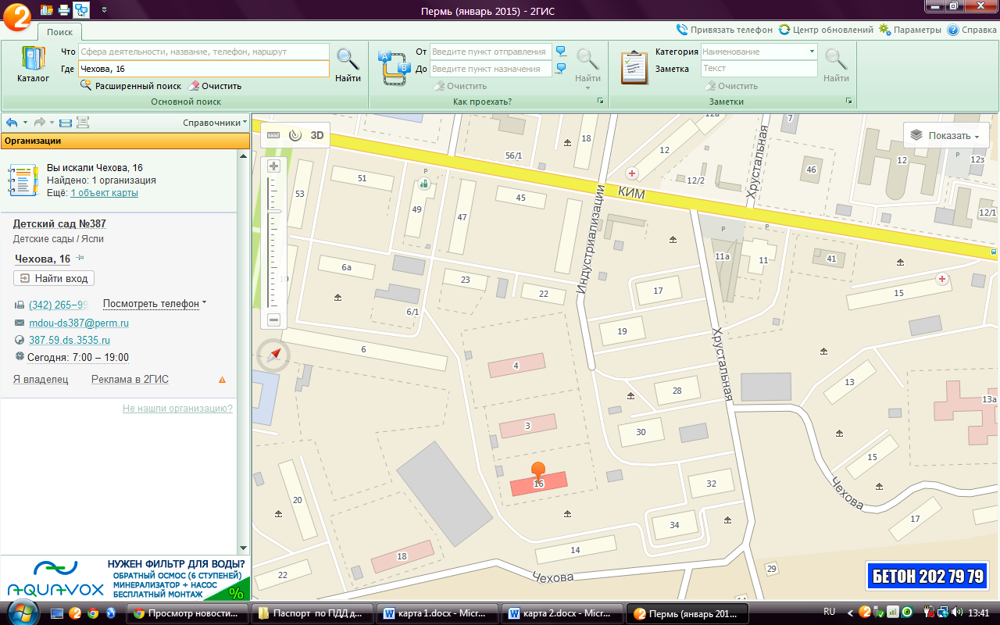 Пермь (январь 2015) - 2ГИС
Поиск
Привязать телефон Центр обновлений Параметры Справка
Каталог
Что Сфера деятельности, название, телефон, маршрут
Где Чехова, 16
Расширенный поиск Очистить
Найти
Основной поиск
От Введите пункт отправления
До Введите пункт назначения
Очистить
Найти
Как проехать?
Категория Наименование
Заметка Текст
Очистить
Найти
Заметки
Справочники
Организации
Вы искали Чехова, 16
Найдено: 1 организация
Ещё: 1 объект карты
Детский сад №387
Детские сады / Ясли
Чехова, 16
Найти вход
(342) 265–99 Посмотреть телефон
mdou-ds387@perm.ru
387.59.ds.3535.ru
Сегодня: 7:00 – 19:00
Я владелец Реклама в 2ГИС
Не нашли организацию?
НУЖЕН ФИЛЬТР ДЛЯ ВОДЫ?
ОБРАТНЫЙ ОСМОС (6 СТУПЕНЕЙ)
МИНЕРАЛИЗАТОР + НАСОС
БЕСПЛАТНЫЙ МОНТАЖ
AQUAVOX
%
3D
Показать
12а
7
18
56/1
12
12/2
46
12
12з
12/1
Хрустальная
КИМ
53
51
P
49
47
45
Индустриализации
P
P
P
11а
11
41
15
6а
23
22
17
6/1
19
Хрустальная
6
4
28
13
13а
3
30
15
16
32
Чехова
20
34
17
18
14
29
22
Чехова
БЕТОН 202 79 79
Просмотр новости...
Паспорт по ПДД д...
карта 1.docx - Micr...
карта 2.docx - Micr...
Пермь (январь 201...
RU
13:41